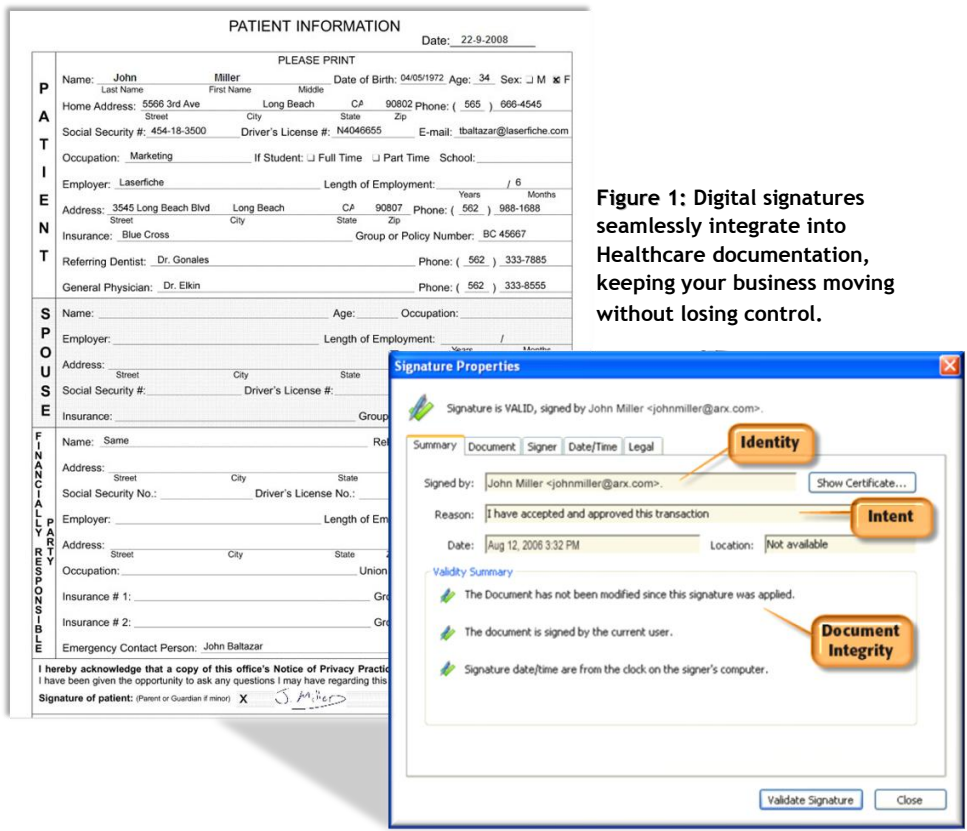 PATIENT INFORMATION
Date: 22-9-2008
PLEASE PRINT
PATIENT
Name: John Miller Date of Birth: 04/05/1972 Age: 34 Sex: ❑ M ☒ F
Last Name First Name Middle
Home Address: 5566 3rd Ave Long Beach CA 90802 Phone: ( 565 ) 666-4545
Street City State Zip
Social Security #: 454-18-3500 Driver's License #: N4046655 E-mail: tbaltazar@laserfiche.com
Occupation: Marketing If Student: ❑ Full Time ❑ Part Time School:
Employer: Laserfiche Length of Employment: / 6
Years Months
Address: 3545 Long Beach Blvd Long Beach CA 90807 Phone: ( 562 ) 988-1688
Street City State Zip
Insurance: Blue Cross Group or Policy Number: BC 45667
Referring Dentist: Dr. Gonales Phone: ( 562 ) 333-7885
General Physician: Dr. Elkin Phone: ( 562 ) 333-8555
SPOUSE
Name: Age: Occupation:
Employer: Length of Employment: /
Years Months
Address:
Street City State
Social Security #: Driver's License #:
Insurance: Group
FINANCIALLY RESPONSIBLE PARTY
Name: Same Rel
Address:
Street City State
Social Security No.: Driver's License No.:
Employer: Length of Em
Address:
Street City State
Occupation: Union
Insurance # 1: Gro
Insurance # 2: Gro
Emergency Contact Person: John Baltazar
I hereby acknowledge that a copy of this office's Notice of Privacy Practic
I have been given the opportunity to ask any questions I may have regarding this
Signature of patient: (Parent or Guardian if minor) X J. Miller
Figure 1: Digital signatures
seamlessly integrate into
Healthcare documentation,
keeping your business moving
without losing control.
Signature Properties
Signature is VALID, signed by John Miller <johnmiller@arx.com>.
Summary Document Signer Date/Time Legal
Identity
Signed by: John Miller <johnmiller@arx.com>. Show Certificate...
Reason: I have accepted and approved this transaction
Intent
Date: Aug 12, 2006 3:32 PM Location: Not available
Validity Summary
The Document has not been modified since this signature was applied.
The document is signed by the current user.
Document
Integrity
Signature date/time are from the clock on the signer's computer.
Validate Signature Close